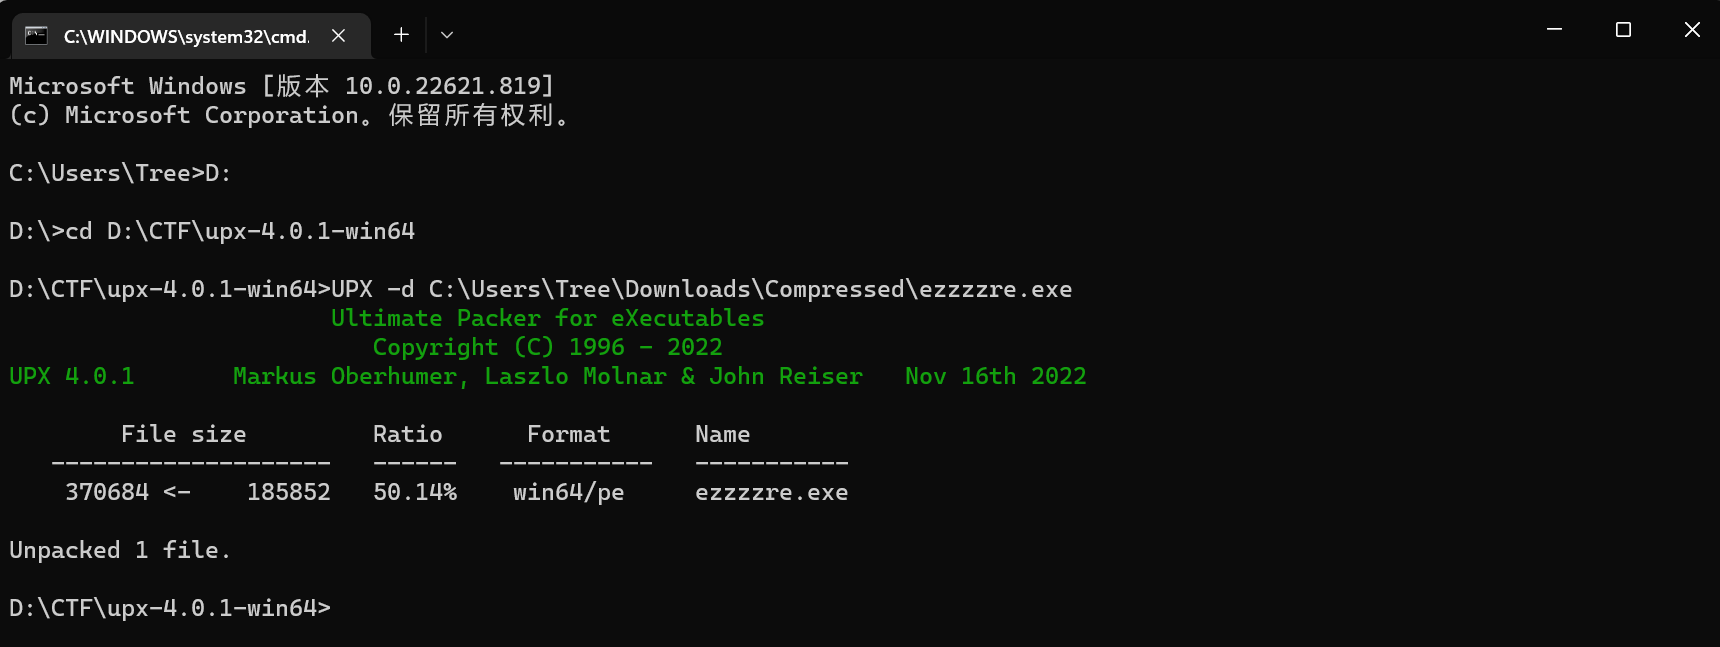 C:\WINDOWS\system32\cmd.
Microsoft Windows [版本 10.0.22621.819]
(c) Microsoft Corporation。保留所有权利。
C:\Users\Tree>D:
D:\>cd D:\CTF\upx-4.0.1-win64
D:\CTF\upx-4.0.1-win64>UPX -d C:\Users\Tree\Downloads\Compressed\ezzzzre.exe
Ultimate Packer for eXecutables
Copyright (C) 1996 - 2022
UPX 4.0.1 Markus Oberhumer, Laszlo Molnar & John Reiser Nov 16th 2022
File size Ratio Format Name
-------------------- ------ ----------- -----------
370684 <- 185852 50.14% win64/pe ezzzzre.exe
Unpacked 1 file.
D:\CTF\upx-4.0.1-win64>